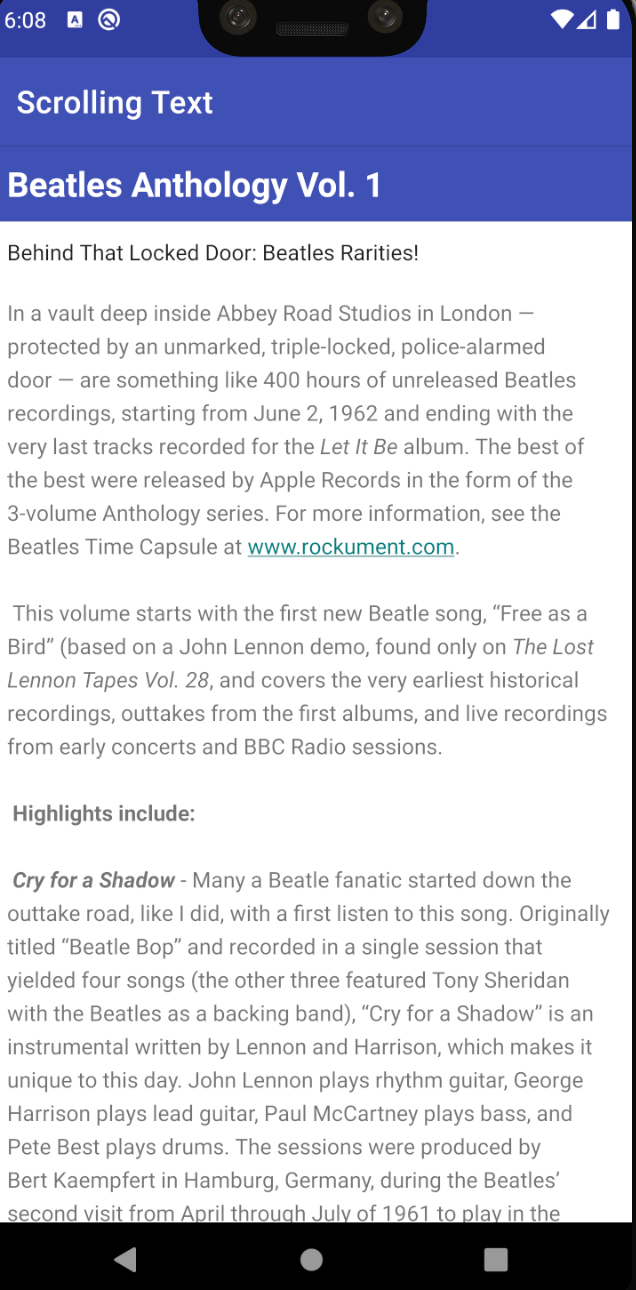 6:08
Scrolling Text
Beatles Anthology Vol. 1
Behind That Locked Door: Beatles Rarities!
In a vault deep inside Abbey Road Studios in London —
protected by an unmarked, triple-locked, police-alarmed
door — are something like 400 hours of unreleased Beatles
recordings, starting from June 2, 1962 and ending with the
very last tracks recorded for the Let It Be album. The best of
the best were released by Apple Records in the form of the
3-volume Anthology series. For more information, see the
Beatles Time Capsule at www.rockument.com.
This volume starts with the first new Beatle song, “Free as a
Bird” (based on a John Lennon demo, found only on The Lost
Lennon Tapes Vol. 28, and covers the very earliest historical
recordings, outtakes from the first albums, and live recordings
from early concerts and BBC Radio sessions.
Highlights include:
Cry for a Shadow - Many a Beatle fanatic started down the
outtake road, like I did, with a first listen to this song. Originally
titled “Beatle Bop” and recorded in a single session that
yielded four songs (the other three featured Tony Sheridan
with the Beatles as a backing band), “Cry for a Shadow” is an
instrumental written by Lennon and Harrison, which makes it
unique to this day. John Lennon plays rhythm guitar, George
Harrison plays lead guitar, Paul McCartney plays bass, and
Pete Best plays drums. The sessions were produced by
Bert Kaempfert in Hamburg, Germany, during the Beatles’
second visit from April through July of 1961 to play in the